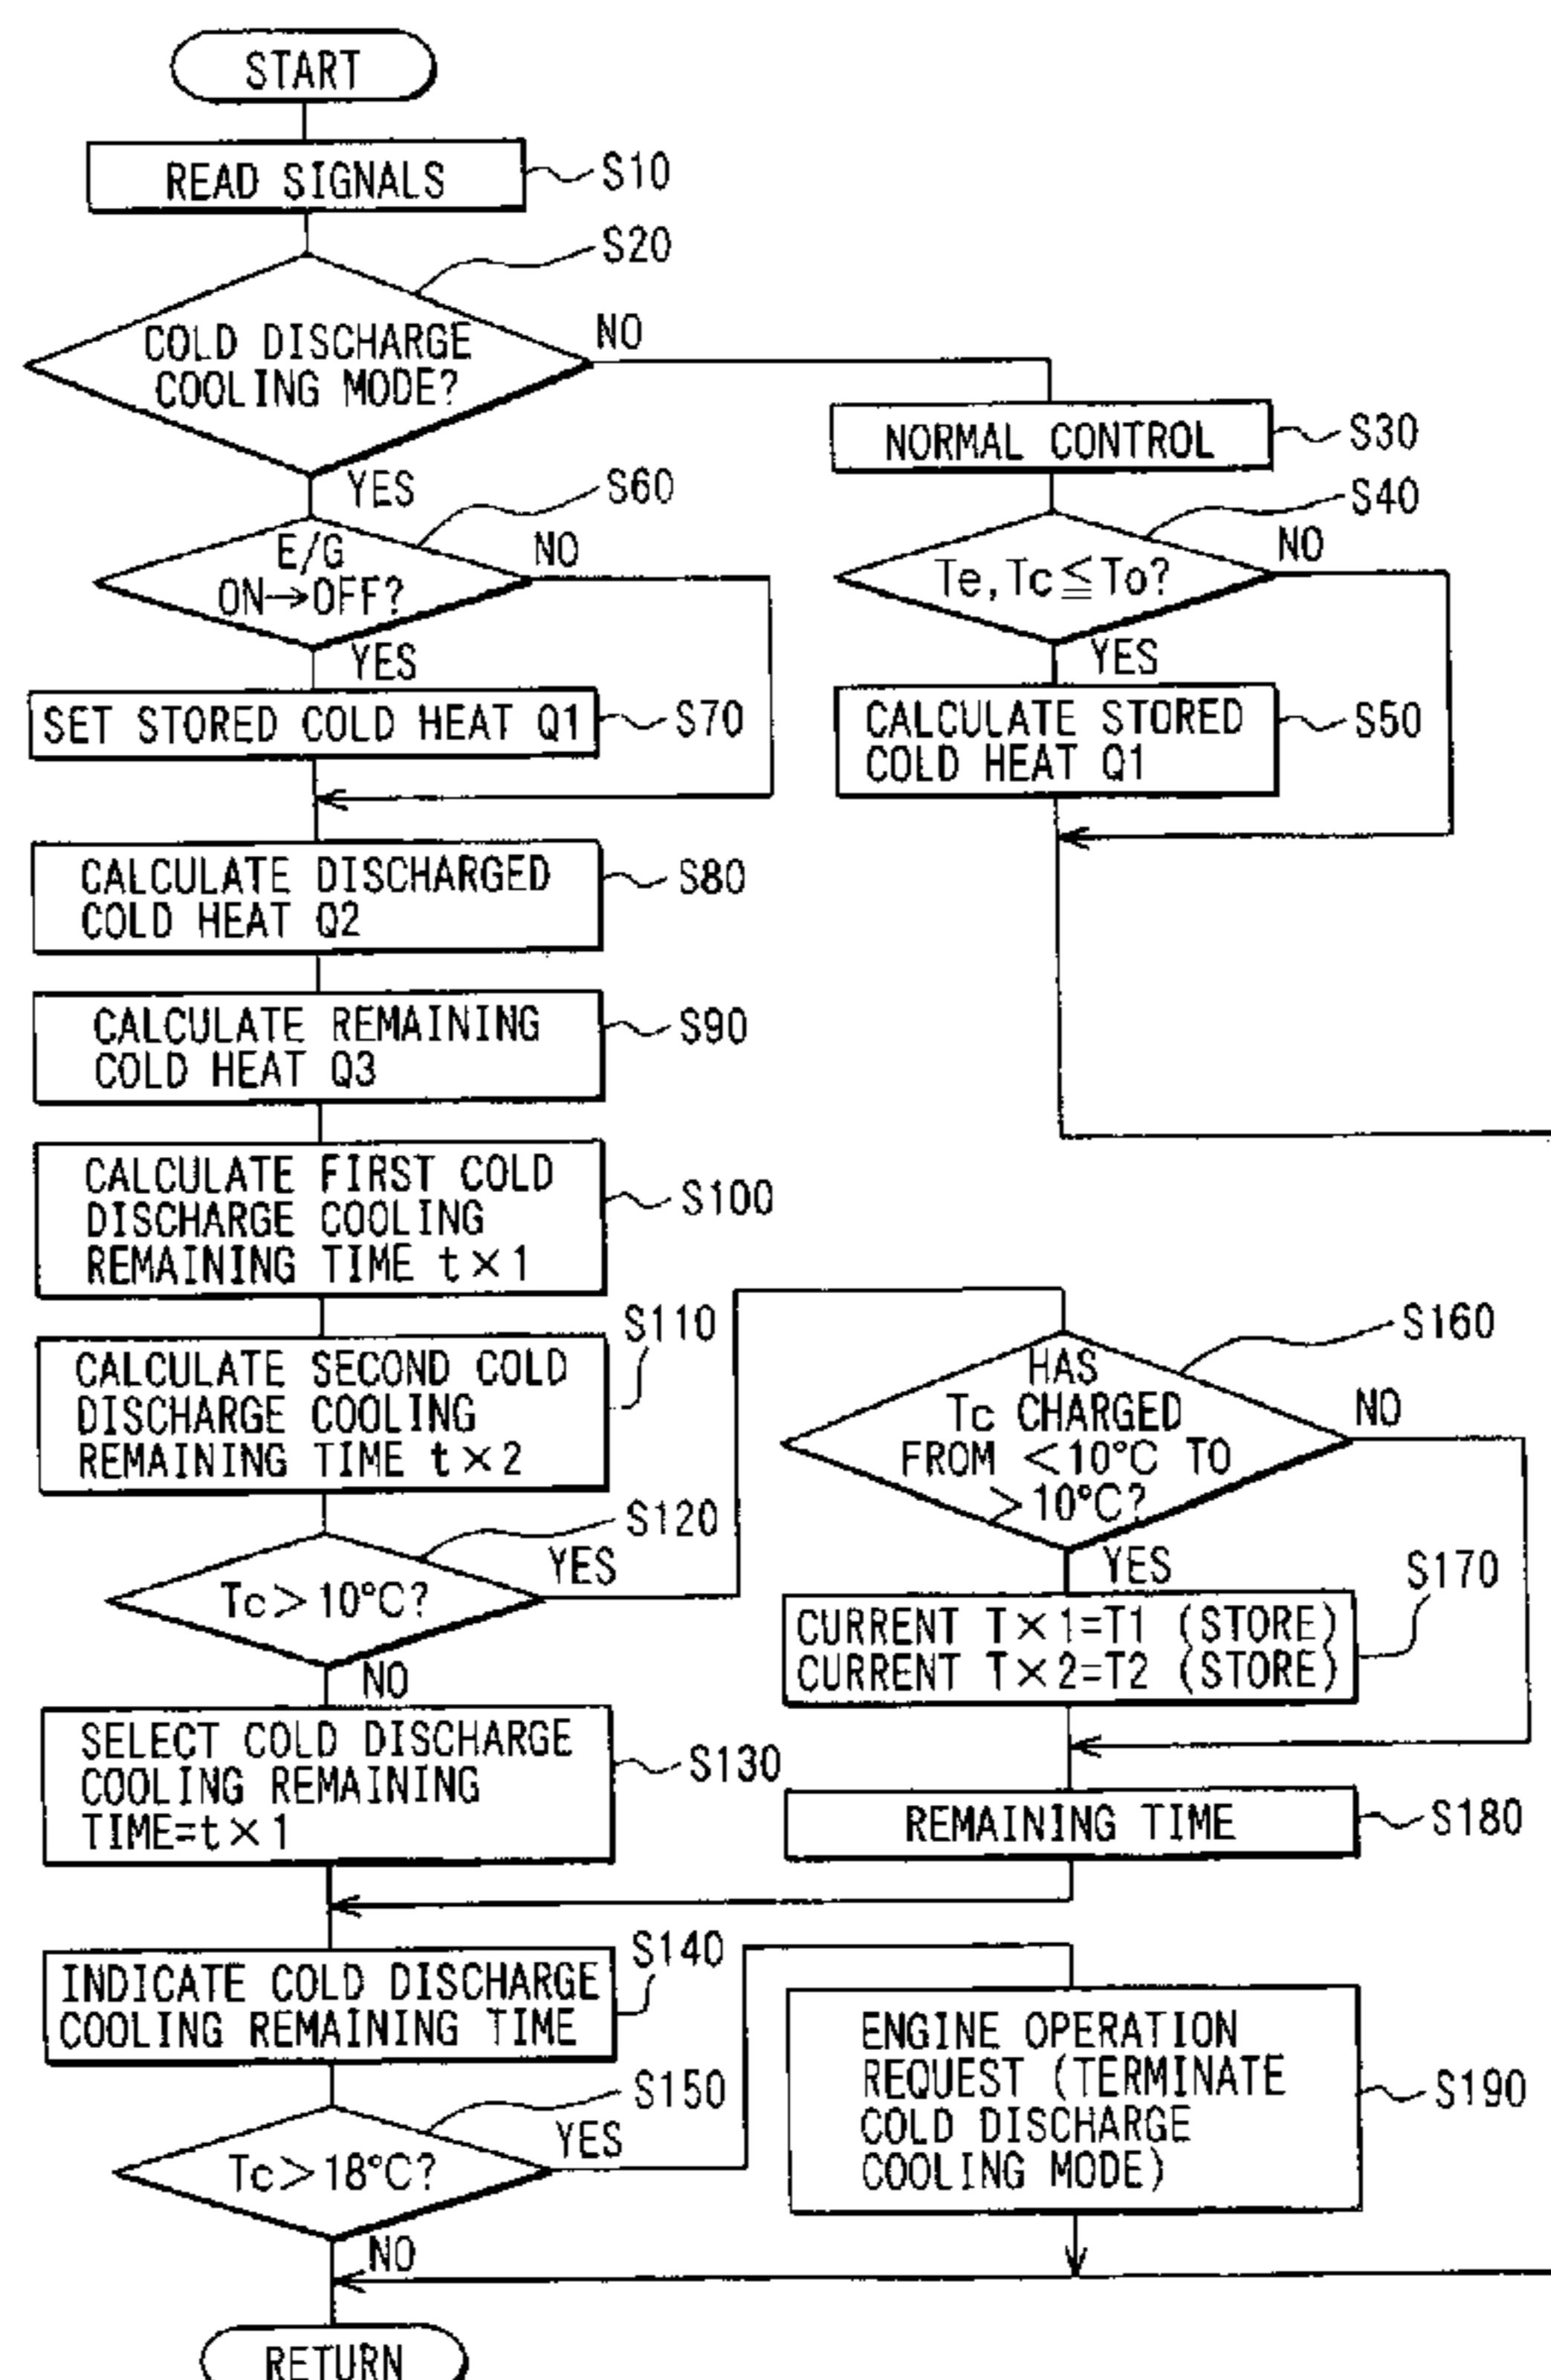 START
READ SIGNALS
S10
S20
COLD DISCHARGE
COOLING MODE?
NO
YES
NORMAL CONTROL
S30
S40
Te, Tc≦To?
NO
YES
CALCULATE STORED
COLD HEAT Q1
S50
S60
E/G
ON→OFF?
NO
YES
SET STORED COLD HEAT Q1
S70
CALCULATE DISCHARGED
COLD HEAT Q2
S80
CALCULATE REMAINING
COLD HEAT Q3
S90
CALCULATE FIRST COLD
DISCHARGE COOLING
REMAINING TIME t×1
S100
S110
CALCULATE SECOND COLD
DISCHARGE COOLING
REMAINING TIME t×2
S120
Tc>10°C?
YES
NO
S160
HAS
Tc CHARGED
FROM <10°C TO
>10°C?
NO
YES
S170
CURRENT T×1=T1 (STORE)
CURRENT T×2=T2 (STORE)
SELECT COLD DISCHARGE
COOLING REMAINING
TIME=t×1
S130
REMAINING TIME
S180
S140
INDICATE COLD DISCHARGE
COOLING REMAINING TIME
S150
Tc>18°C?
YES
NO
ENGINE OPERATION
REQUEST (TERMINATE
COLD DISCHARGE
COOLING MODE)
S190
RETURN